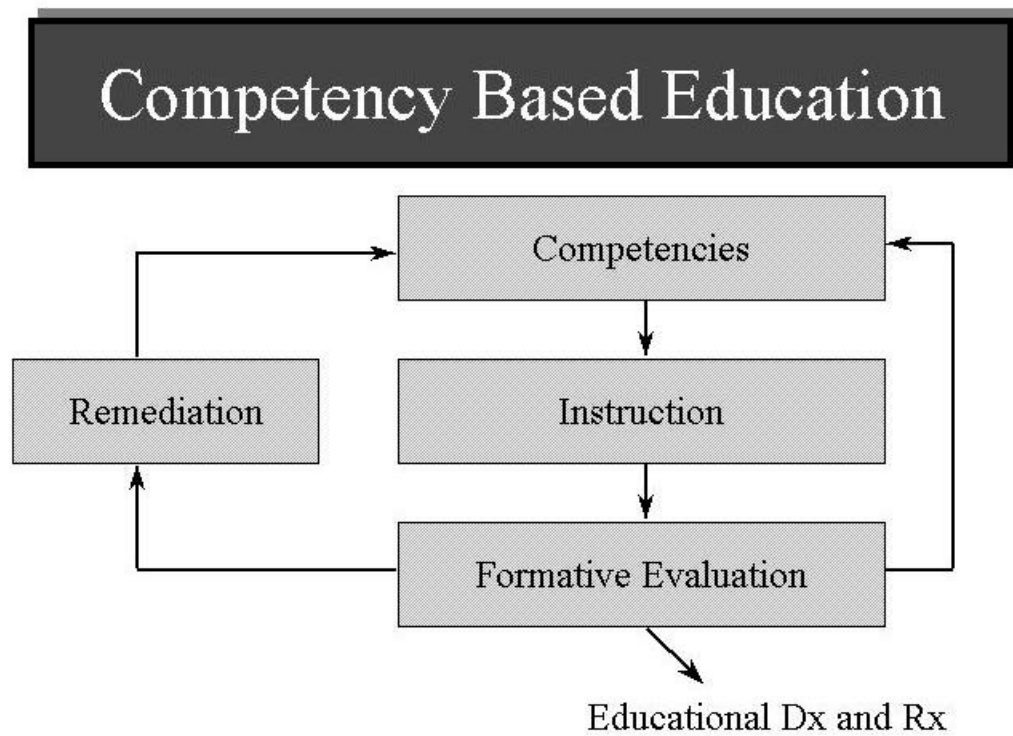 Competency Based Education
Competencies
Remediation
Instruction
Formative Evaluation
Educational Dx and Rx